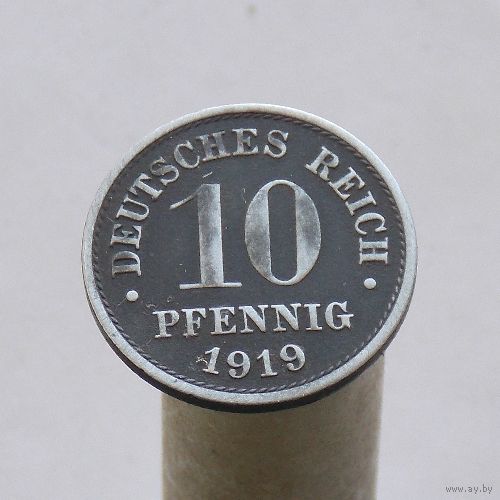 DEUTSCHES REICH
10
PFENNIG
1919
www.ay.by